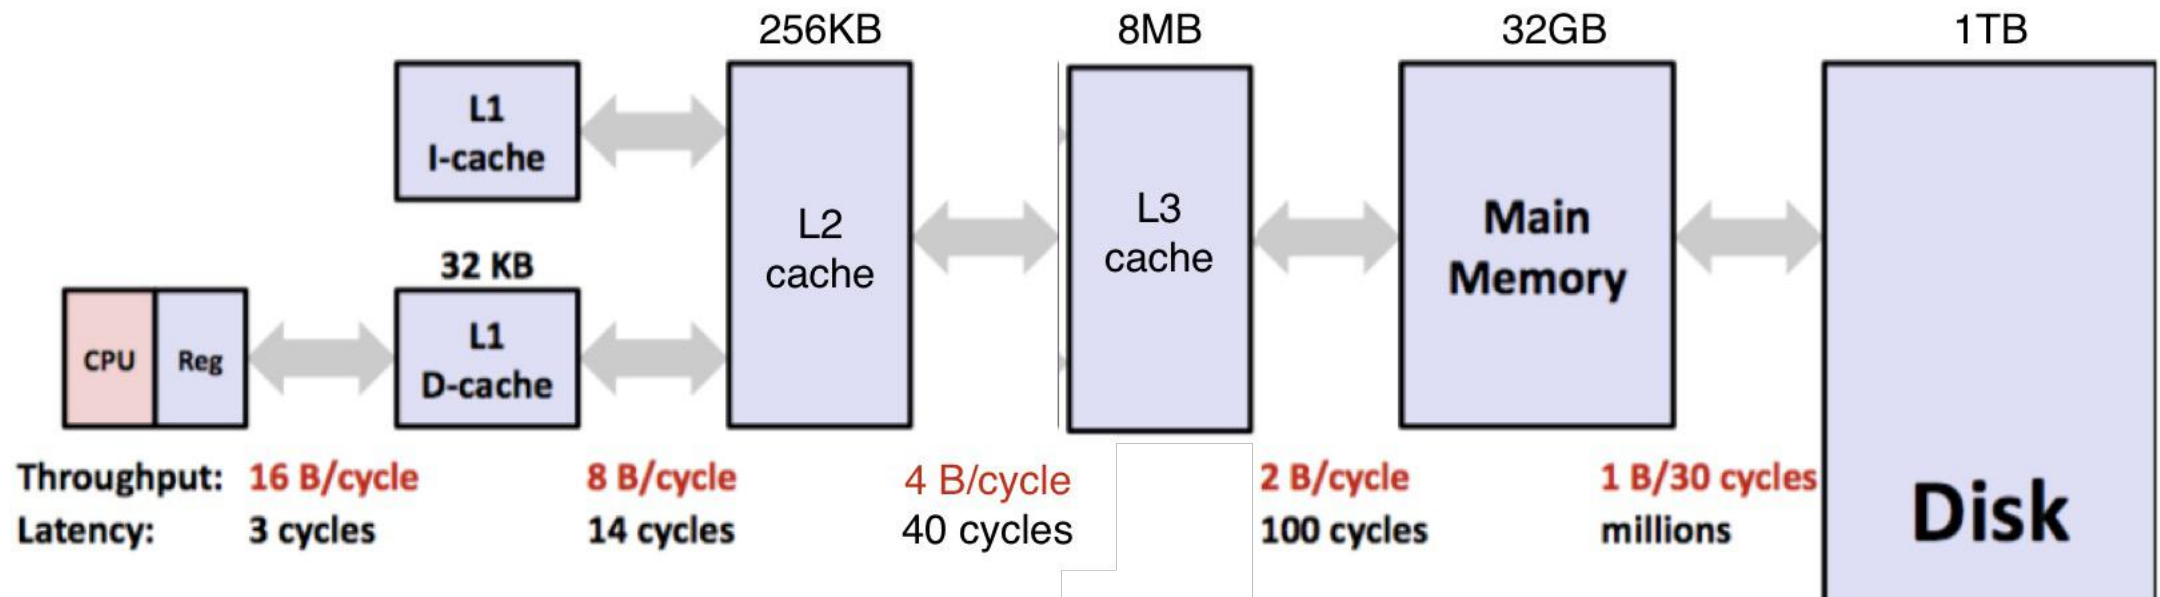 256KB 8MB 32GB 1TB
L1
I-cache
32 KB
L2
cache
L3
cache
Main
Memory
CPU Reg
L1
D-cache
Throughput: 16 B/cycle 8 B/cycle 4 B/cycle 2 B/cycle 1 B/30 cycles
Latency: 3 cycles 14 cycles 40 cycles 100 cycles millions
Disk